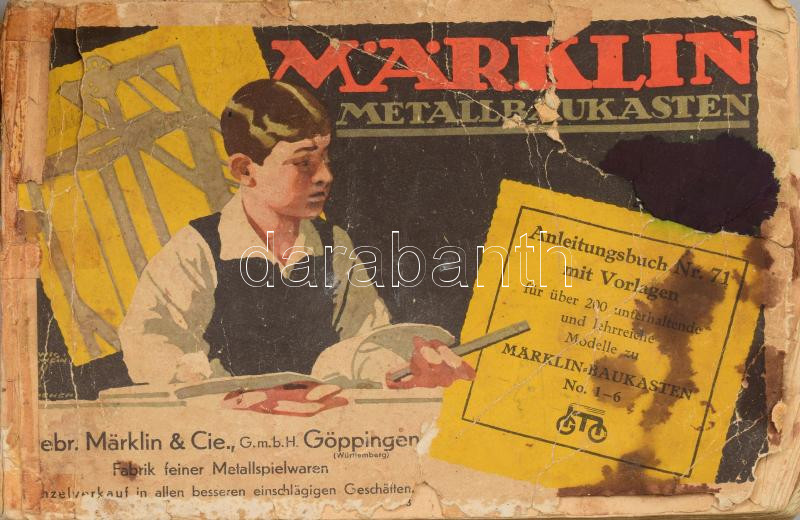 MÄRKLIN
METALLBAUKASTEN
Anleitungsbuch Nr. 71
mit Vorlagen
für über 200 unterhaltende
und lehrreiche
Modelle zu
MÄRKLIN-BAUKASTEN
No. 1-6
darabanth
ebr. Märklin & Cie., G.m.b.H. Göppingen
(Württemberg)
Fabrik feiner Metallspielwaren
nzelverkauf in allen besseren einschlägigen Geschäften.